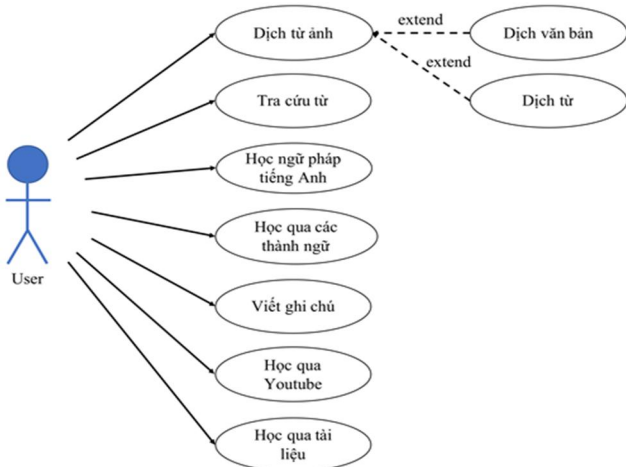 Dịch từ ảnh
extend
Dịch văn bản
extend
Tra cứu từ
Dịch từ
Học ngữ pháp
tiếng Anh
Học qua các
thành ngữ
User
Viết ghi chú
Học qua
Youtube
Học qua tài
liệu